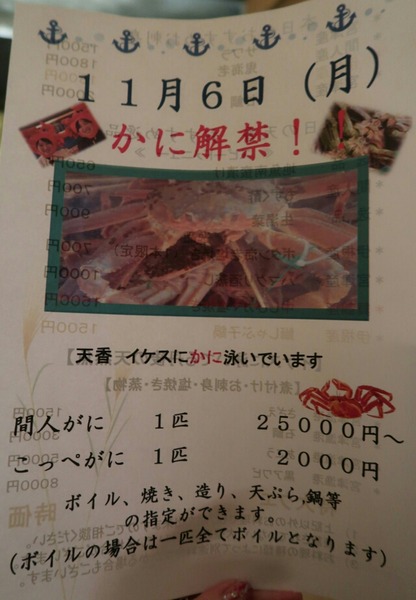 11月6日（月）
かに解禁！！
天香 イケスにかに泳いでいます
間人がに 1匹 25000円～
こっぺがに 1匹 2000円
ボイル、焼き、造り、天ぷら,鍋等
の指定ができます。
(ボイルの場合は一匹全てボイルとなります)